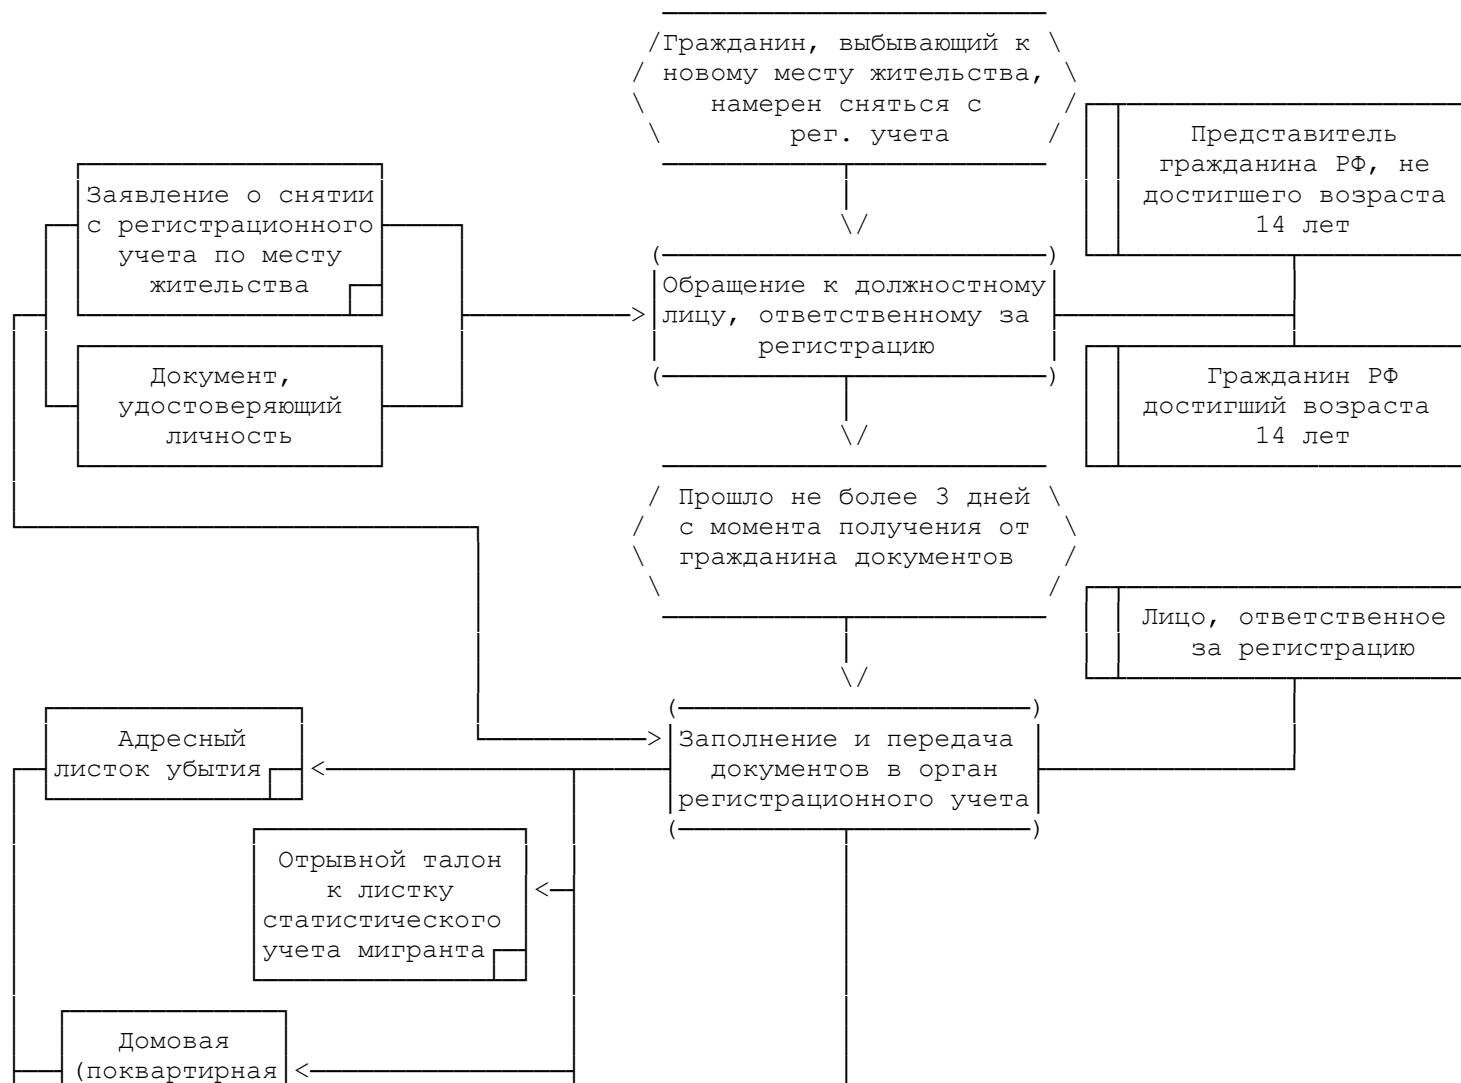 Гражданин, выбывающий к
новому месту жительства,
намерен сняться с
рег. учета
Представитель
гражданина РФ, не
достигшего возраста
14 лет
Заявление о снятии
с регистрационного
учета по месту
жительства
Обращение к должностному
лицу, ответственному за
регистрацию
Документ,
удостоверяющий
личность
Гражданин РФ
достигший возраста
14 лет
Прошло не более 3 дней
с момента получения от
гражданина документов
Лицо, ответственное
за регистрацию
Адресный
листок убытия
Заполнение и передача
документов в орган
регистрационного учета
Отрывной талон
к листку
статистического
учета мигранта
Домовая
(поквартирная